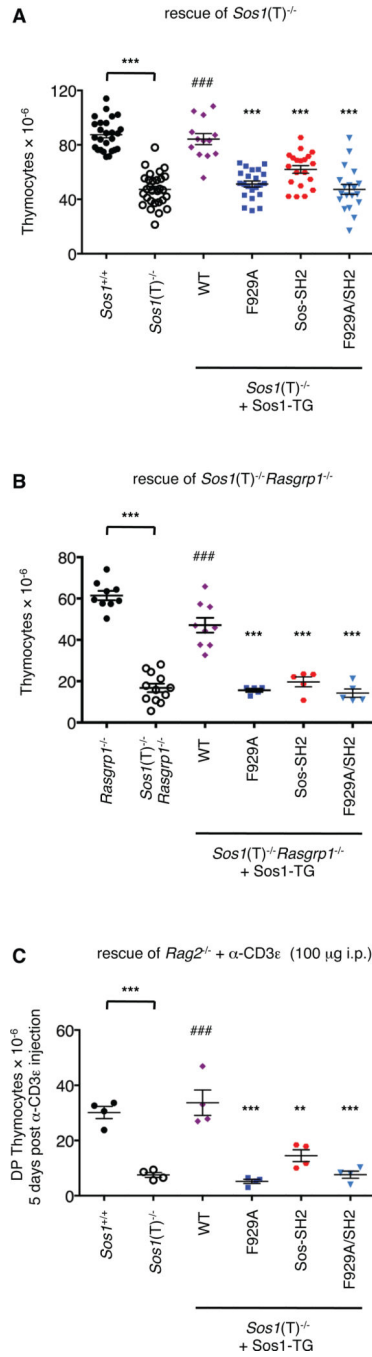 A
rescue of Sos1(T)-/-
***
###
***
***
***
120
80
40
0
Thymocytes × 10-6
Sos1+/+
Sos1(T)-/-
WT
F929A
Sos-SH2
F929A/SH2
Sos1(T)-/-
+ Sos1-TG
B
rescue of Sos1(T)-/-Rasgrp1-/-
***
###
***
***
***
80
60
40
20
0
Thymocytes × 10-6
Rasgrp1-/-
Sos1(T)-/-
Rasgrp1-/-
WT
F929A
Sos-SH2
F929A/SH2
Sos1(T)-/-Rasgrp1-/-
+ Sos1-TG
C
rescue of Rag2-/- + α-CD3ε (100 μg i.p.)
***
###
***
**
***
60
40
20
0
DP Thymocytes × 10-6
5 days post α-CD3ε injection
Sos1+/+
Sos1(T)-/-
WT
F929A
Sos-SH2
F929A/SH2
Sos1(T)-/-
+ Sos1-TG